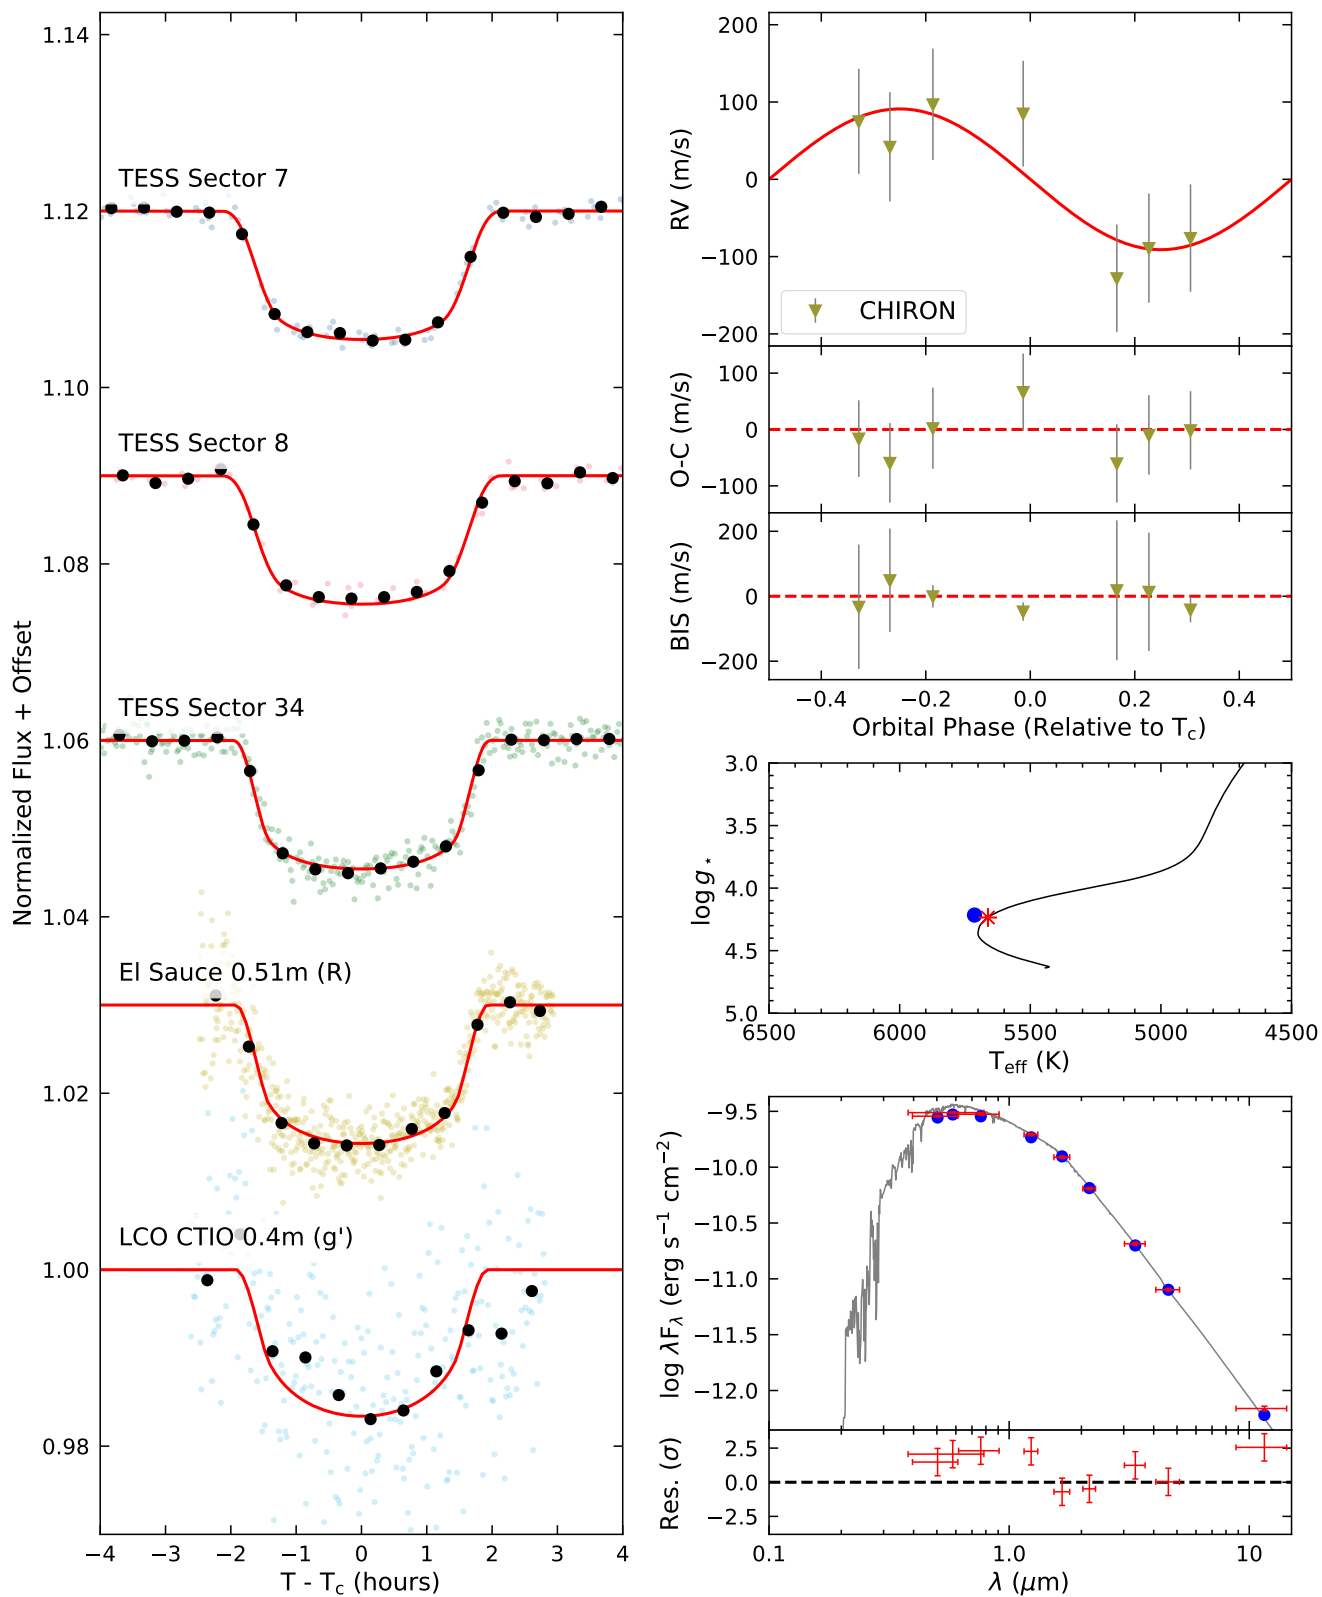 Normalized Flux + Offset
1.14
1.12
1.10
1.08
1.06
1.04
1.02
1.00
0.98
TESS Sector 7
TESS Sector 8
TESS Sector 34
El Sauce 0.51m (R)
LCO CTIO 0.4m (g')
−4 −3 −2 −1 0 1 2 3 4
T - Tc (hours)
RV (m/s)
200
100
0
−100
−200
CHIRON
O-C (m/s)
100
0
−100
BIS (m/s)
200
0
−200
−0.4 −0.2 0.0 0.2 0.4
Orbital Phase (Relative to Tc)
log g⋆
3.0
3.5
4.0
4.5
5.0
6500 6000 5500 5000 4500
Teff (K)
log λFλ (erg s−1 cm−2)
−9.5
−10.0
−10.5
−11.0
−11.5
−12.0
Res. (σ)
2.5
0.0
−2.5
0.1 1.0 10
λ (μm)